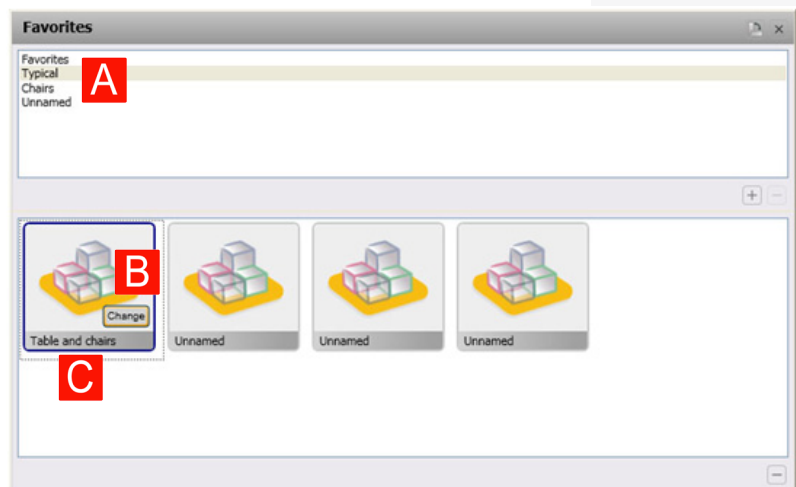 Favorites
Favorites
Typical
A
Chairs
Unnamed
B
Change
Table and chairs
Unnamed
Unnamed
Unnamed
C